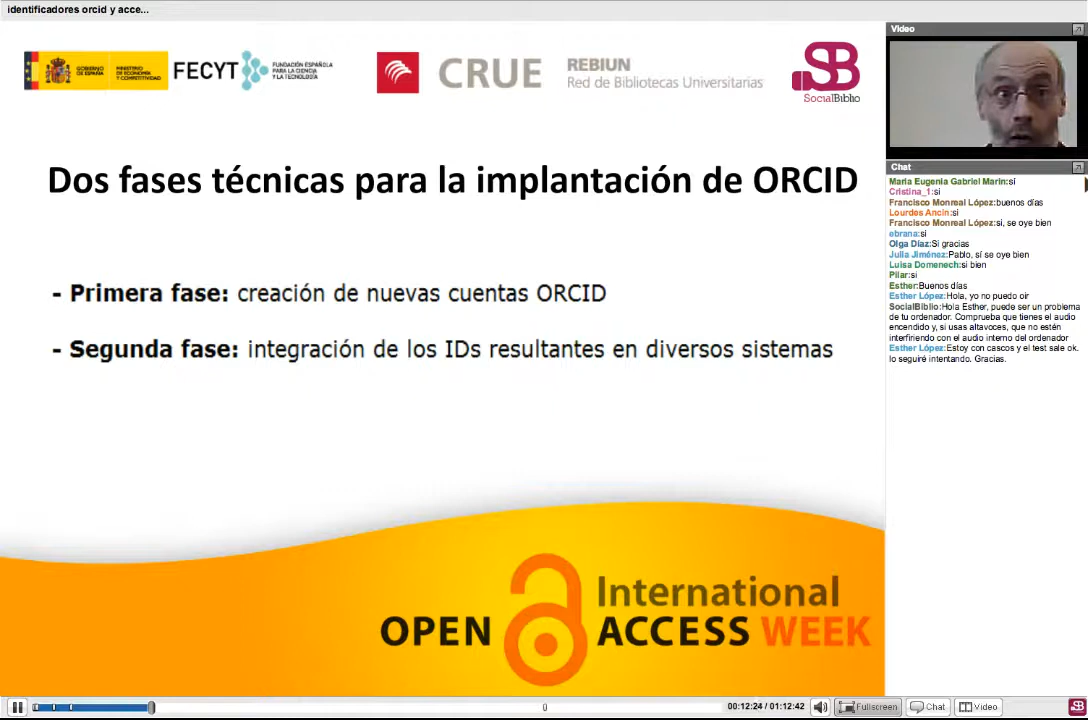 identificadores orcid y acce...
GOBIERNO DE ESPAÑA
MINISTERIO DE ECONOMÍA Y COMPETITIVIDAD
FECYT
FUNDACIÓN ESPAÑOLA
PARA LA CIENCIA
Y LA TECNOLOGÍA
CRUE
REBIUN
Red de Bibliotecas Universitarias
SB
SocialBiblio
Dos fases técnicas para la implantación de ORCID
- Primera fase: creación de nuevas cuentas ORCID
- Segunda fase: integración de los IDs resultantes en diversos sistemas
International
OPEN ACCESS WEEK
Video
Chat
Maria Eugenia Gabriel Marin:sí
Cristina_1:si
Francisco Monreal López:buenos días
Lourdes Ancin:si
Francisco Monreal López:si, se oye bien
ebrana:si
Olga Díaz:Si gracias
Julia Jiménez:Pablo, sí se oye bien
Luisa Domenech:si bien
Pilar:si
Esther:Buenos días
Esther López:Hola, yo no puedo oir
SocialBiblio:Hola Esther, puede ser un problema
de tu ordenador. Comprueba que tienes el audio
encendido y, si usas altavoces, que no estén
interfiriendo con el audio interno del ordenador
Esther López:Estoy con cascos y el test sale ok.
lo seguiré intentando. Gracias.
00:12:24 / 01:12:42
Fullscreen
Chat
Video
SB